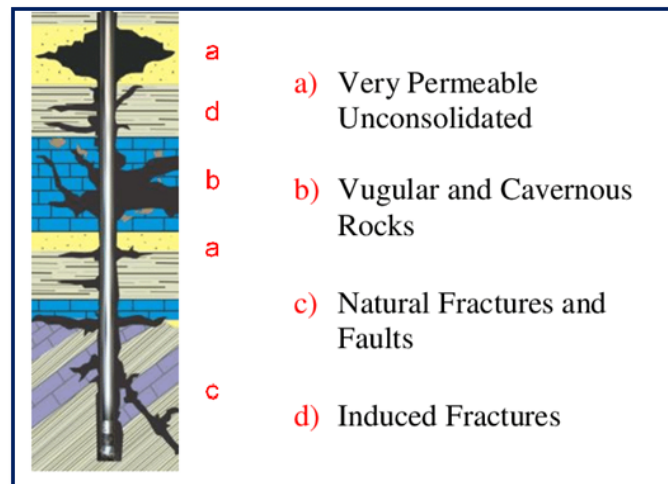 a
d
b
a
c
a) Very Permeable
Unconsolidated
b) Vugular and Cavernous
Rocks
c) Natural Fractures and
Faults
d) Induced Fractures